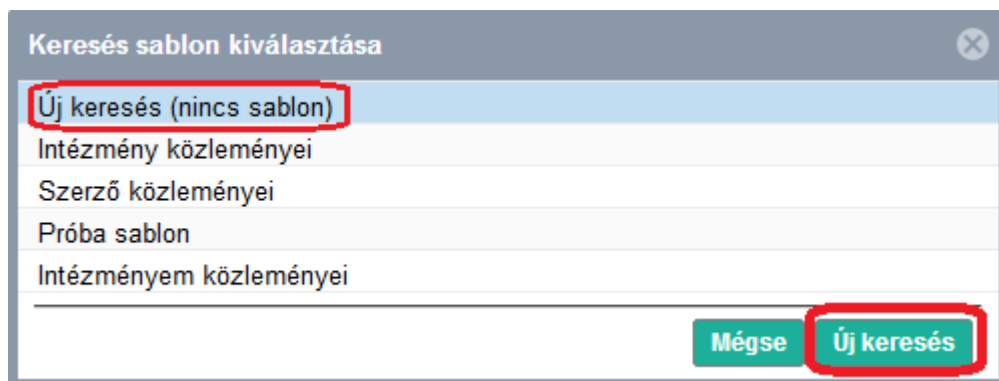 Keresés sablon kiválasztása
Új keresés (nincs sablon)
Intézmény közleményei
Szerző közleményei
Próba sablon
Intézményem közleményei
Mégse Új keresés